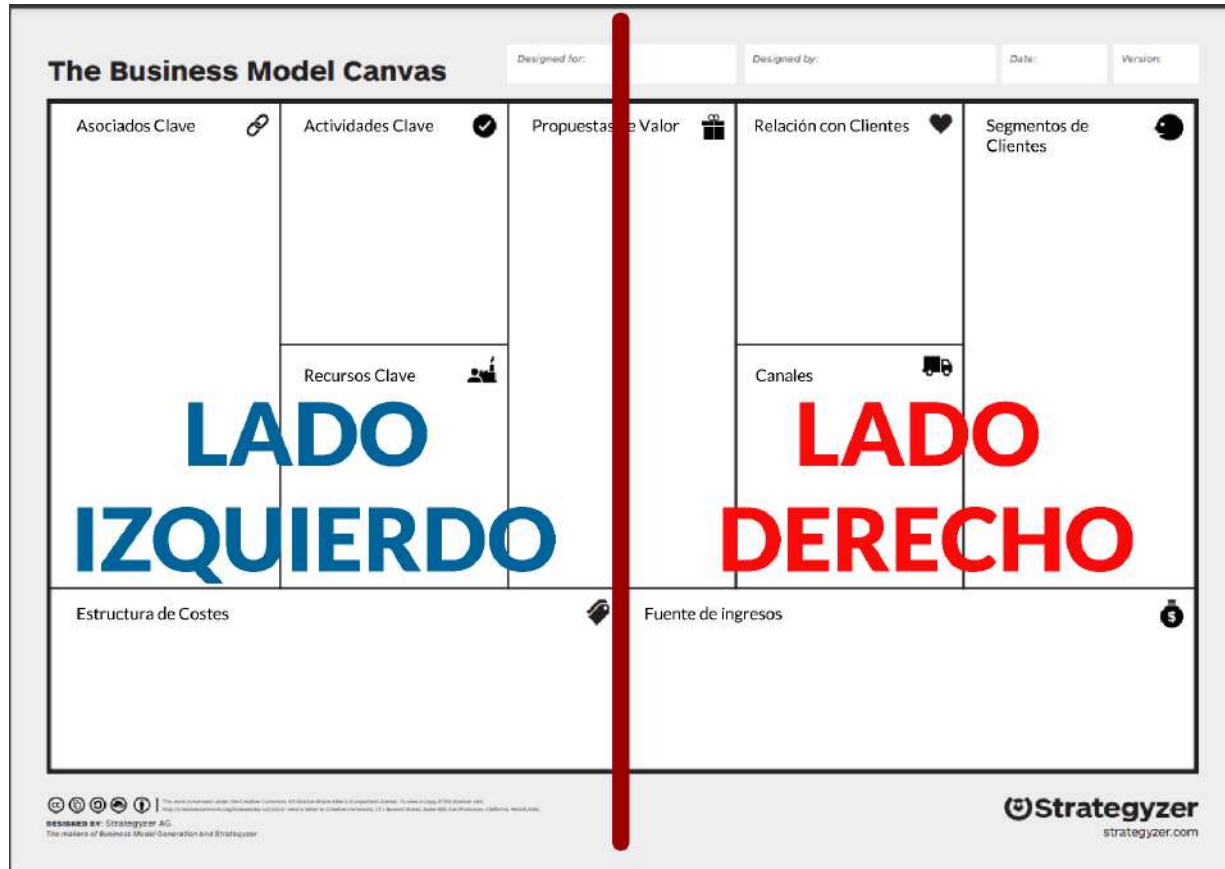 The Business Model Canvas
Designed for:
Designed by:
Date:
Version:
Asociados Clave
Actividades Clave
Propuestas de Valor
Relación con Clientes
Segmentos de
Clientes
Recursos Clave
Canales
LADO
IZQUIERDO
LADO
DERECHO
Estructura de Costes
Fuente de ingresos
DESIGNED BY: Strategyzer AG
The makers of Business Model Generation and Strategyzer
Strategyzer
strategyzer.com